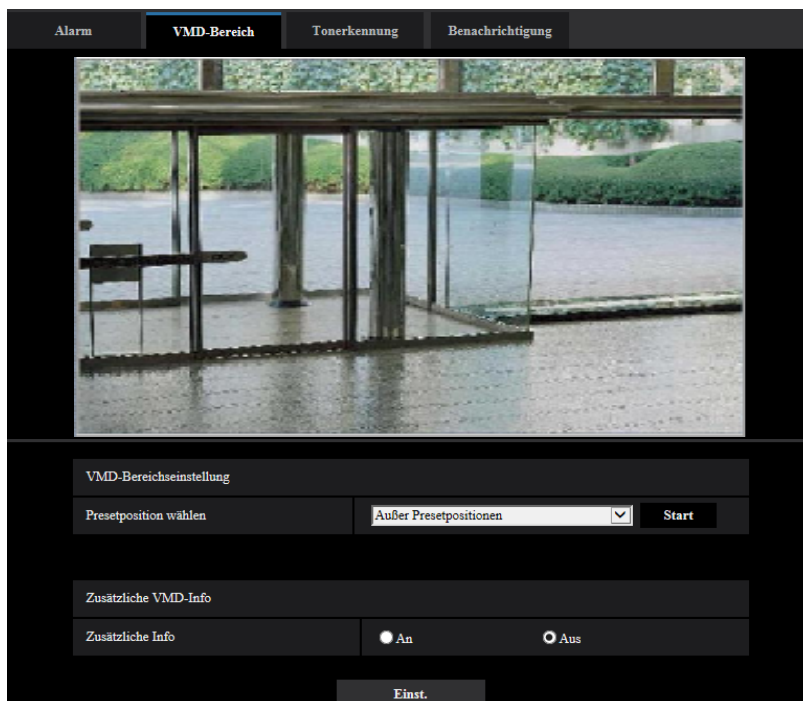 Alarm VMD-Bereich Tonerkennung Benachrichtigung
VMD-Bereichseinstellung
Presetposition wählen Außer Presetpositionen Start
Zusätzliche VMD-Info
Zusätzliche Info An Aus
Einst.